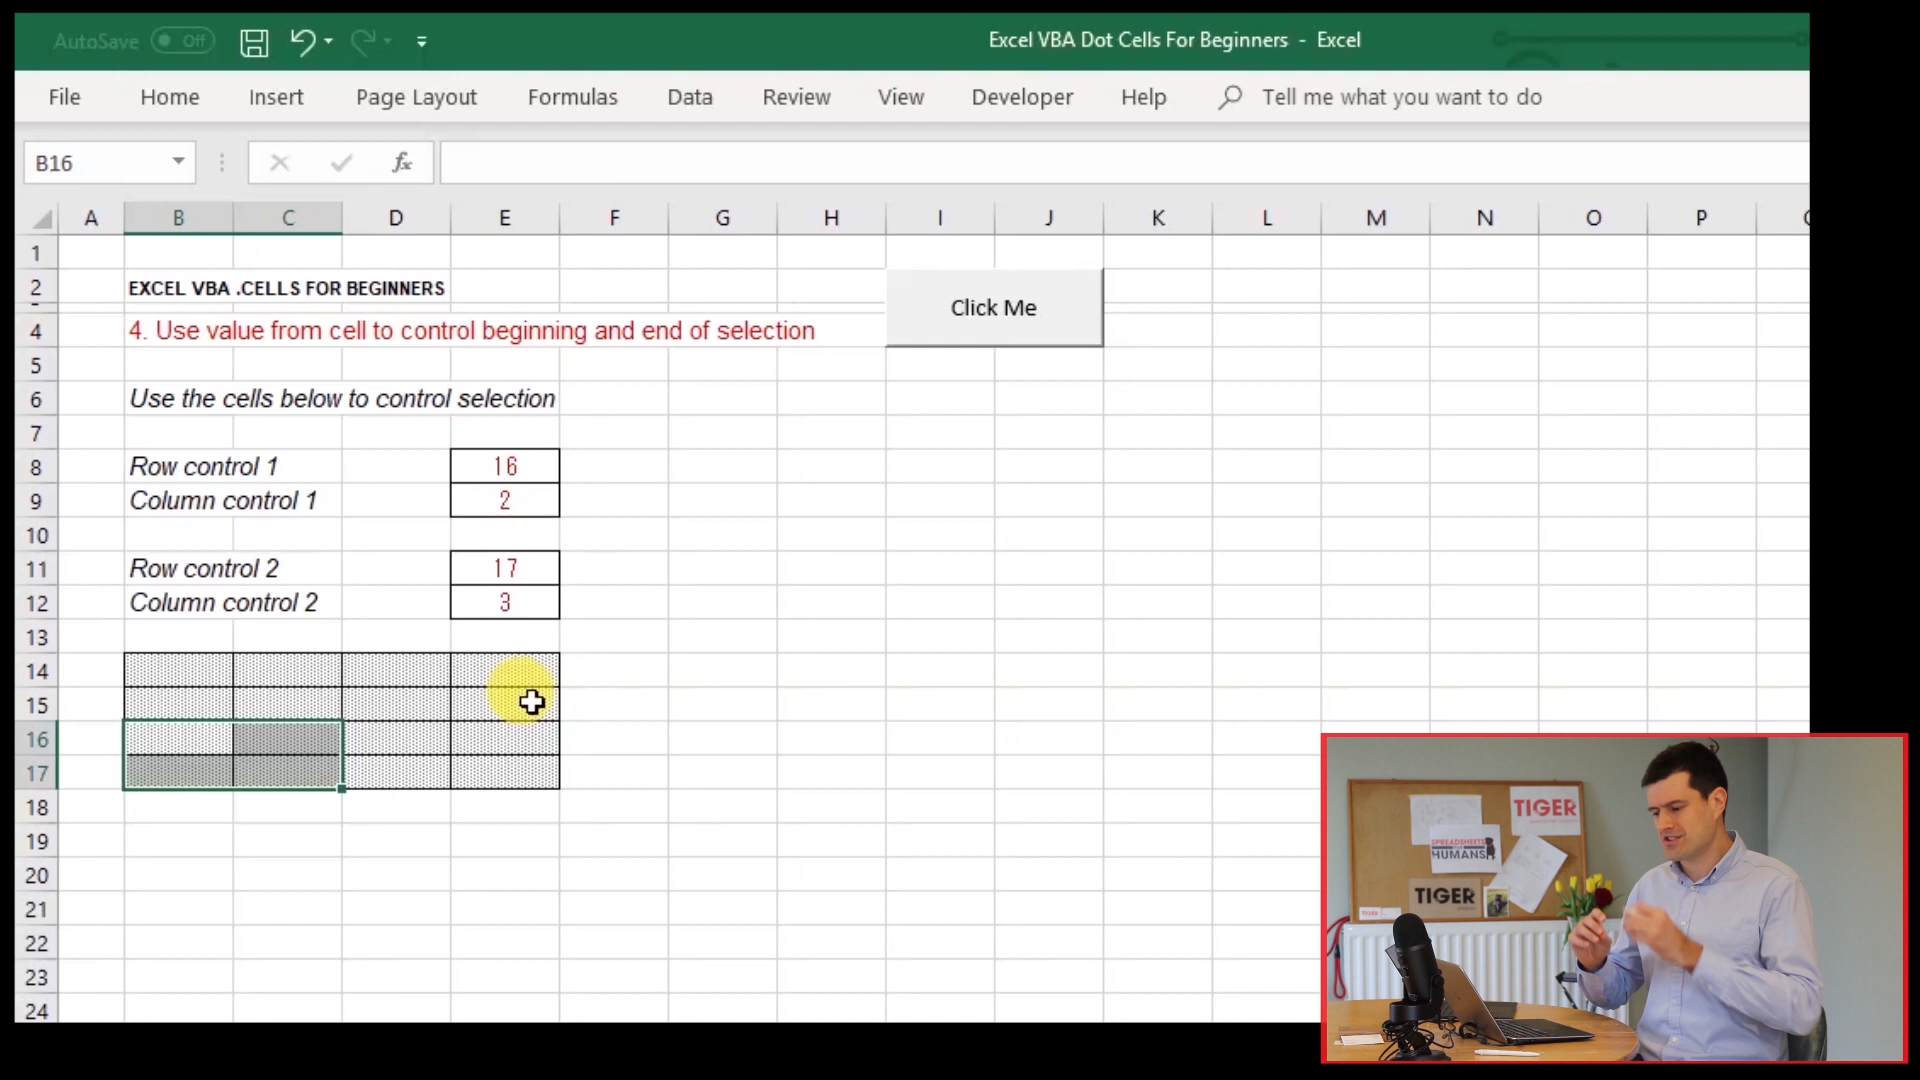 AutoSave Off
Excel VBA Dot Cells For Beginners - Excel
File Home Insert Page Layout Formulas Data Review View Developer Help Tell me what you want to do
B16 fx
A B C D E F G H I J K L M N O P
1
2 EXCEL VBA .CELLS FOR BEGINNERS
Click Me
4 4. Use value from cell to control beginning and end of selection
5
6 Use the cells below to control selection
7
8 Row control 1 16
9 Column control 1 2
10
11 Row control 2 17
12 Column control 2 3
13
14
15
16
17
18
19
20
21
22
23
24
TIGER
SPREADSHEETS
HUMANS
TIGER